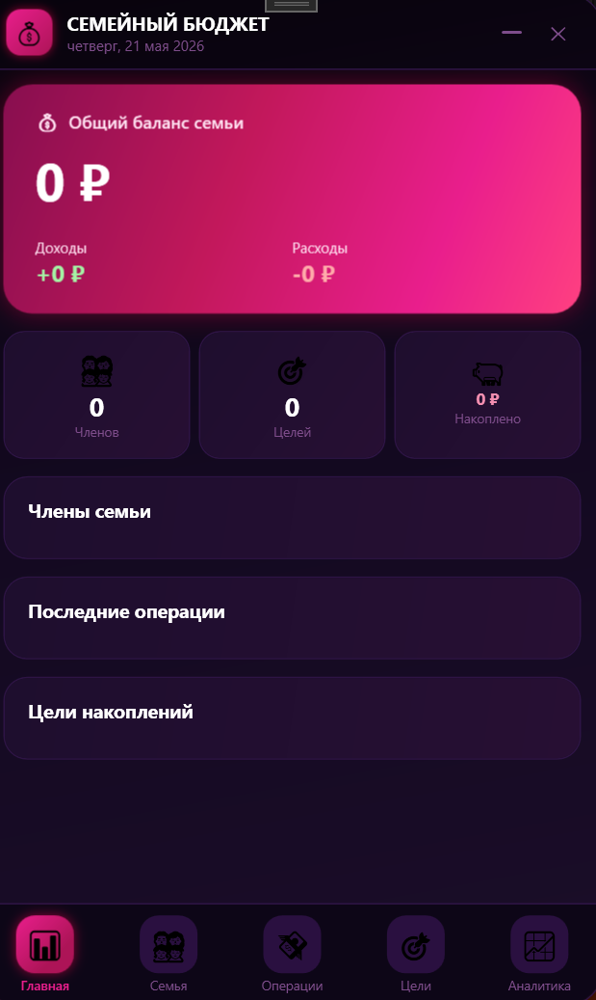 СЕМЕЙНЫЙ БЮДЖЕТ
четверг, 21 мая 2026
Общий баланс семьи
0 ₽
Доходы
Расходы
+0 ₽
-0 ₽
0
Членов
0
Целей
0 ₽
Накоплено
Члены семьи
Последние операции
Цели накоплений
Главная
Семья
Операции
Цели
Аналитика